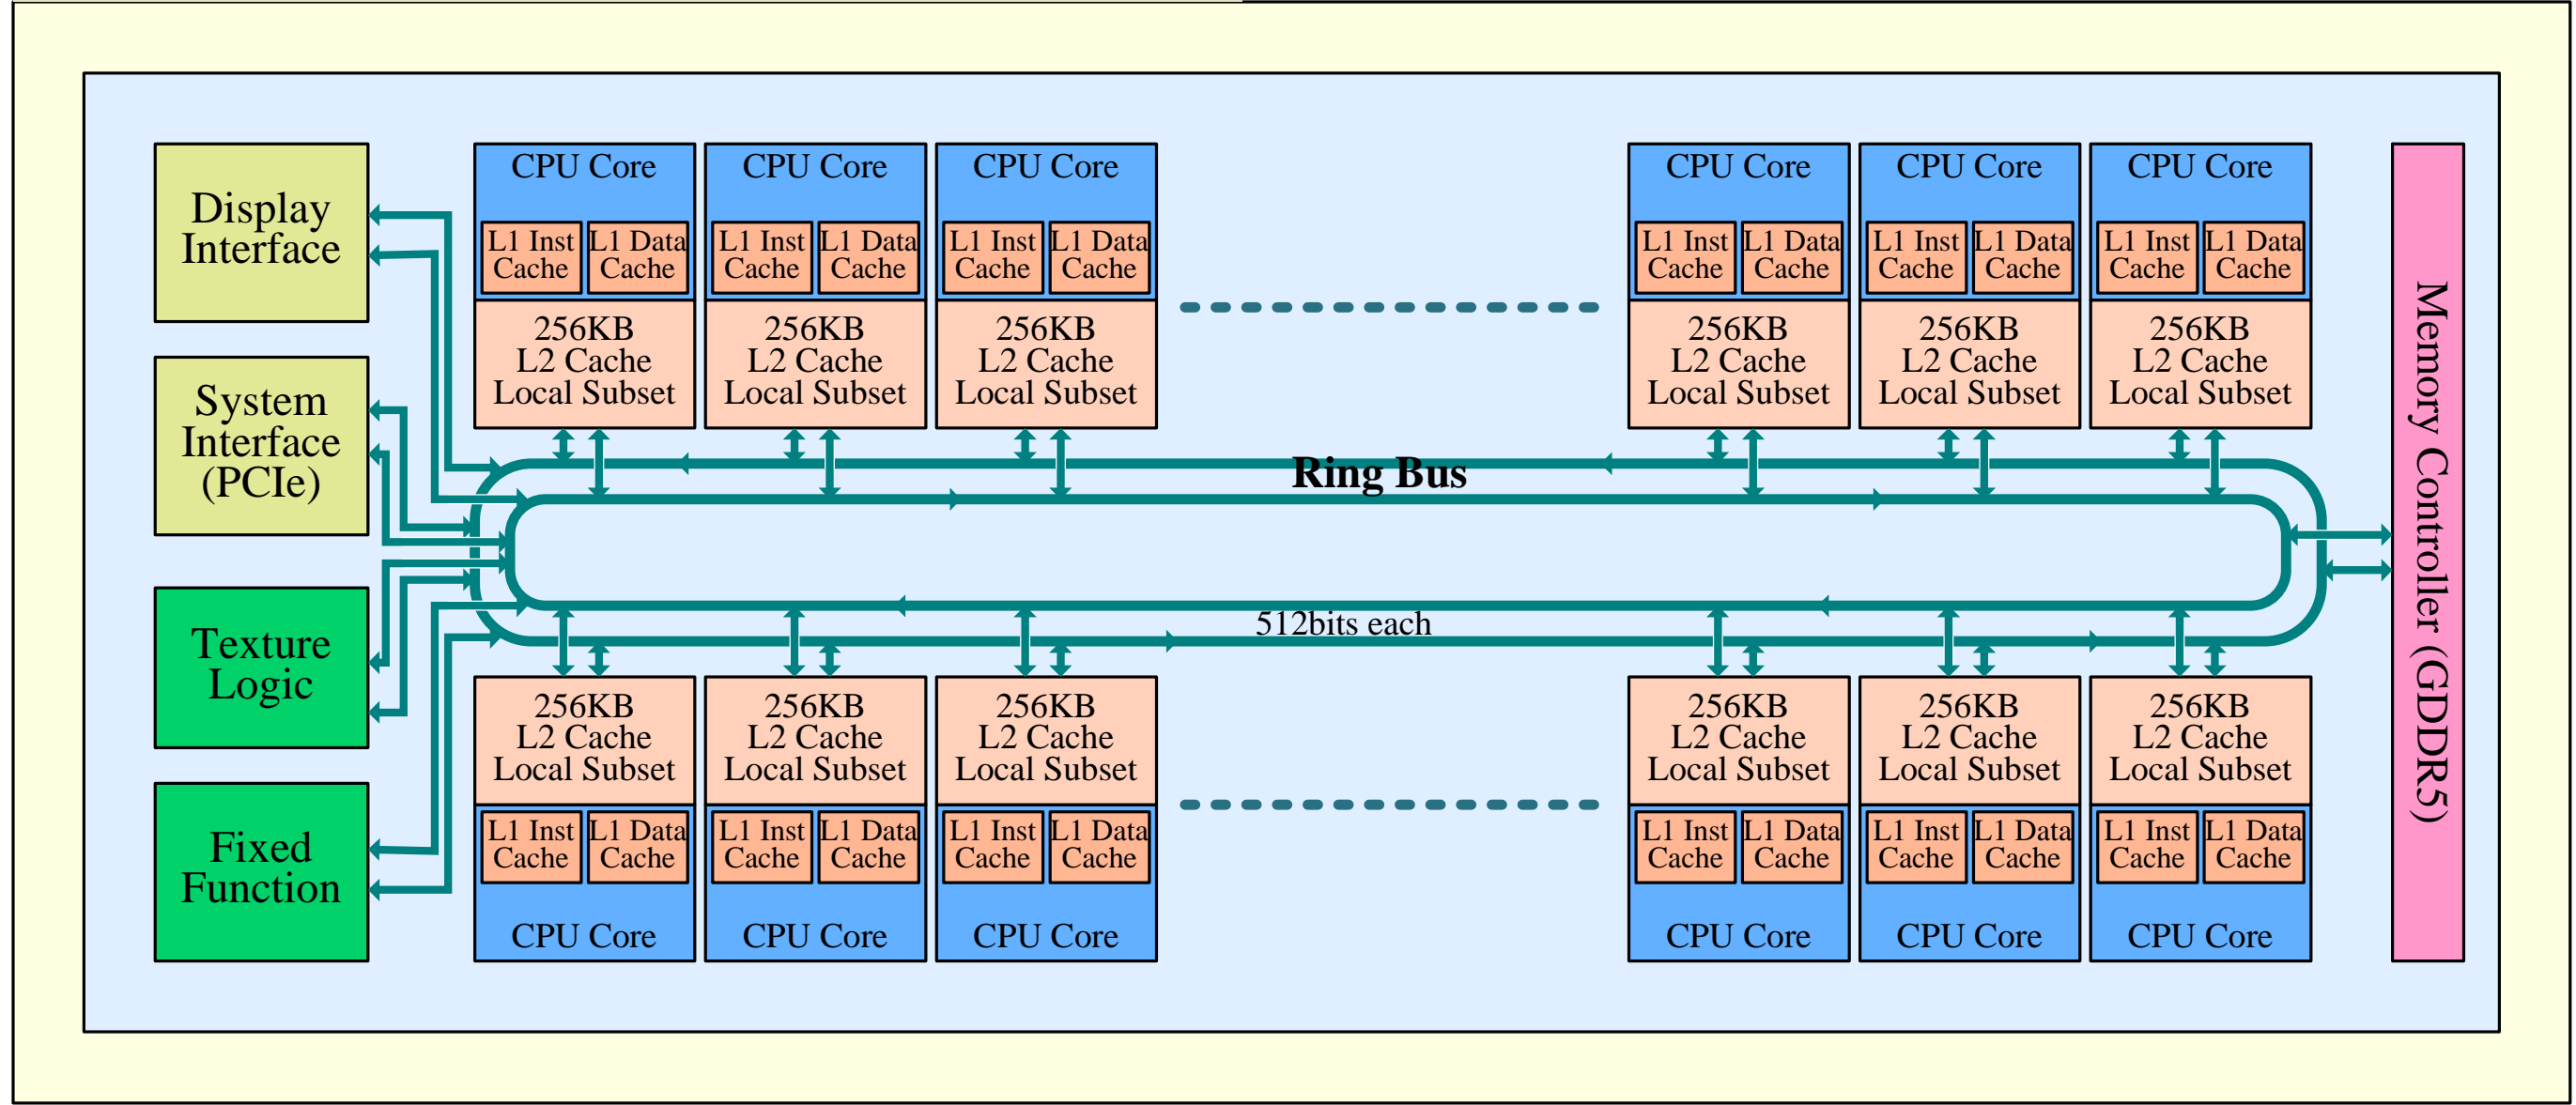 Display
Interface
System
Interface
(PCIe)
Texture
Logic
Fixed
Function
CPU Core
L1 Inst
Cache
L1 Data
Cache
256KB
L2 Cache
Local Subset
CPU Core
L1 Inst
Cache
L1 Data
Cache
256KB
L2 Cache
Local Subset
CPU Core
L1 Inst
Cache
L1 Data
Cache
256KB
L2 Cache
Local Subset
CPU Core
L1 Inst
Cache
L1 Data
Cache
256KB
L2 Cache
Local Subset
CPU Core
L1 Inst
Cache
L1 Data
Cache
256KB
L2 Cache
Local Subset
CPU Core
L1 Inst
Cache
L1 Data
Cache
256KB
L2 Cache
Local Subset
Ring Bus
512bits each
256KB
L2 Cache
Local Subset
L1 Inst
Cache
L1 Data
Cache
CPU Core
256KB
L2 Cache
Local Subset
L1 Inst
Cache
L1 Data
Cache
CPU Core
256KB
L2 Cache
Local Subset
L1 Inst
Cache
L1 Data
Cache
CPU Core
256KB
L2 Cache
Local Subset
L1 Inst
Cache
L1 Data
Cache
CPU Core
256KB
L2 Cache
Local Subset
L1 Inst
Cache
L1 Data
Cache
CPU Core
256KB
L2 Cache
Local Subset
L1 Inst
Cache
L1 Data
Cache
CPU Core
Memory Controller (GDDR5)